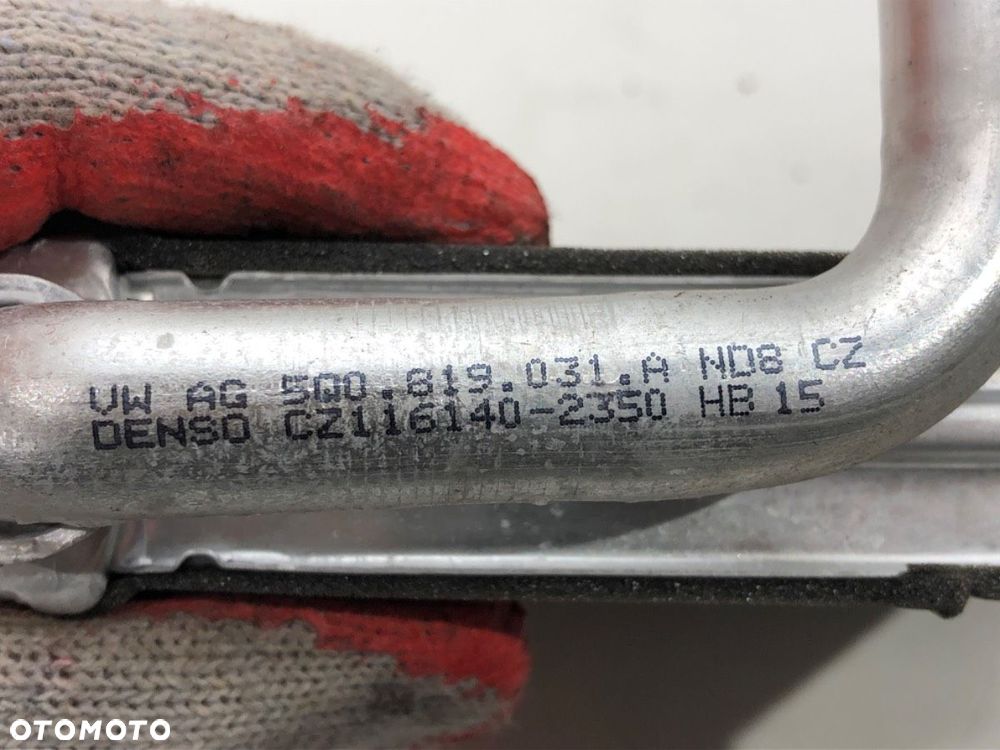 VW AG 5Q0.819.031.A ND8 CZ
DENSO CZ116140-2350 HB 15
OTOMOTO